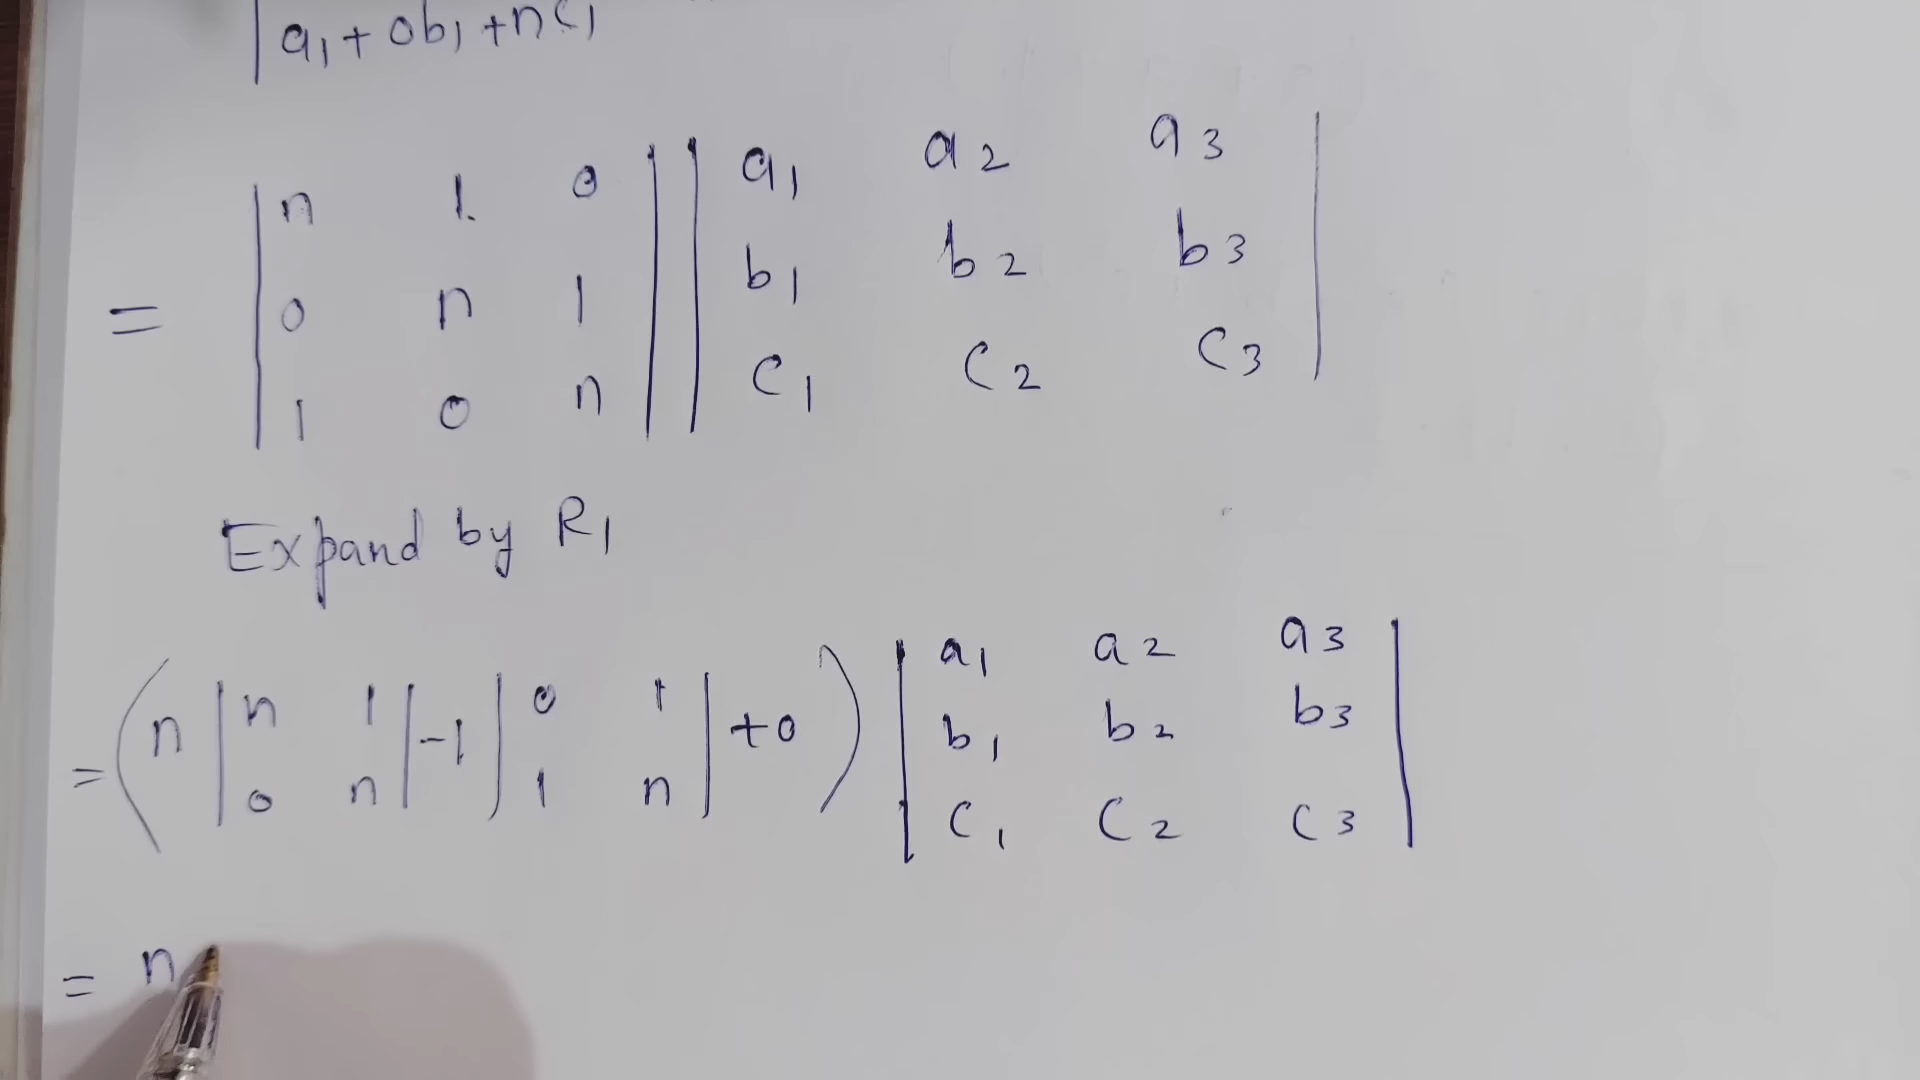 | a1 + 0b1 + nc1
| n 1 0 | | a1 a2 a3 |
= | 0 n 1 | | b1 b2 b3 |
| 1 0 n | | c1 c2 c3 |
Expand by R1
| n 1 | | 0 1 | | a1 a2 a3 |
= ( n | | -1 | | +0 ) | b1 b2 b3 |
| 0 n | | 1 n | | c1 c2 c3 |
= n